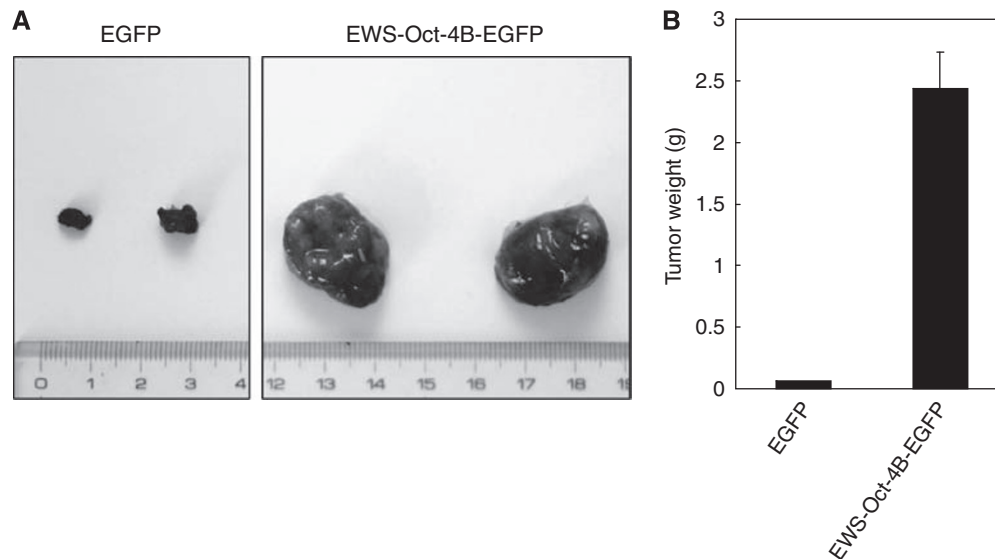 A
EGFP
EWS-Oct-4B-EGFP
0 1 2 3 4
12 13 14 15 16 17 18
B
Tumor weight (g)
3
2.5
2
1.5
1
0.5
0
EGFP
EWS-Oct-4B-EGFP